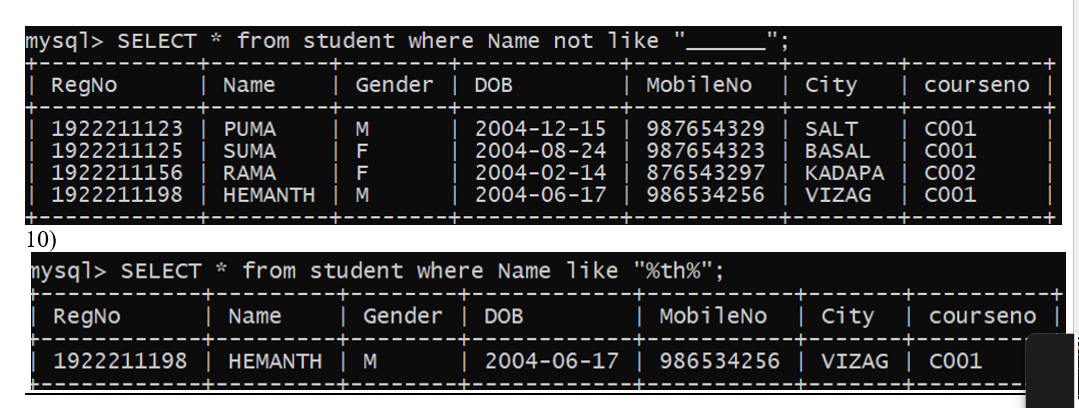 mysql> SELECT * from student where Name not like "______";
+------------+---------+--------+------------+-----------+--------+----------+
| RegNo | Name | Gender | DOB | MobileNo | City | courseno |
+------------+---------+--------+------------+-----------+--------+----------+
| 1922211123 | PUMA | M | 2004-12-15 | 987654329 | SALT | C001 |
| 1922211125 | SUMA | F | 2004-08-24 | 987654323 | BASAL | C001 |
| 1922211156 | RAMA | F | 2004-02-14 | 876543297 | KADAPA | C002 |
| 1922211198 | HEMANTH | M | 2004-06-17 | 986534256 | VIZAG | C001 |
+------------+---------+--------+------------+-----------+--------+----------+
10)
mysql> SELECT * from student where Name like "%th%";
+------------+---------+--------+------------+-----------+-------+----------+
| RegNo | Name | Gender | DOB | MobileNo | City | courseno |
+------------+---------+--------+------------+-----------+-------+----------+
| 1922211198 | HEMANTH | M | 2004-06-17 | 986534256 | VIZAG | C001
+------------+---------+--------+------------+-----------+-------+---------